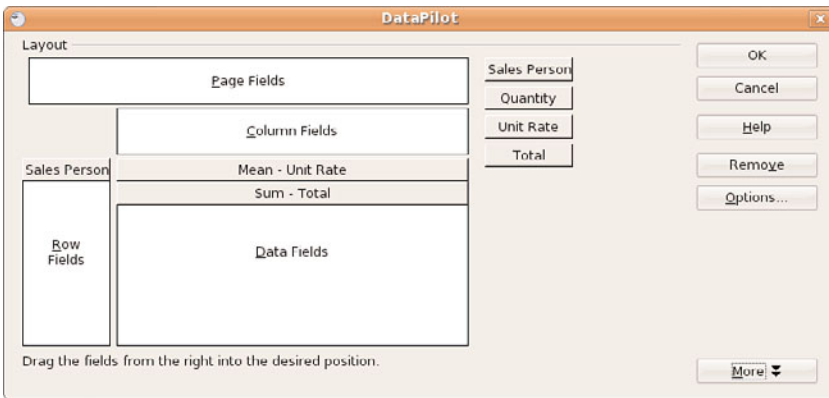 DataPilot
Layout
Page Fields
Column Fields
Sales Person
Mean - Unit Rate
Sum - Total
Row
Fields
Data Fields
Drag the fields from the right into the desired position.
Sales Person
Quantity
Unit Rate
Total
OK
Cancel
Help
Remove
Options...
More